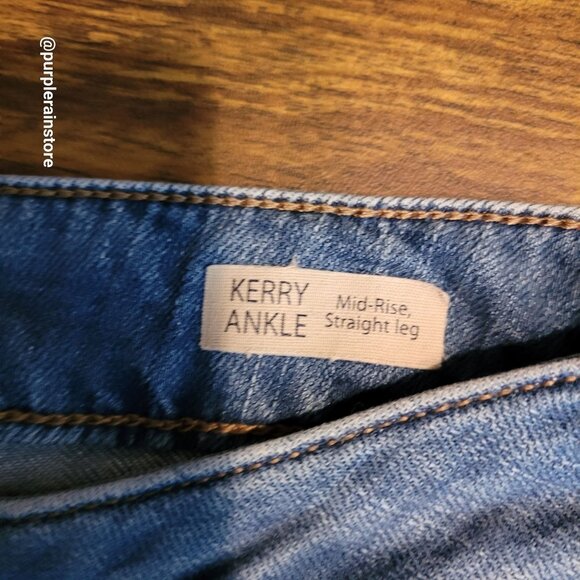 @purplerainstore
KERRY
ANKLE
Mid-Rise,
Straight leg